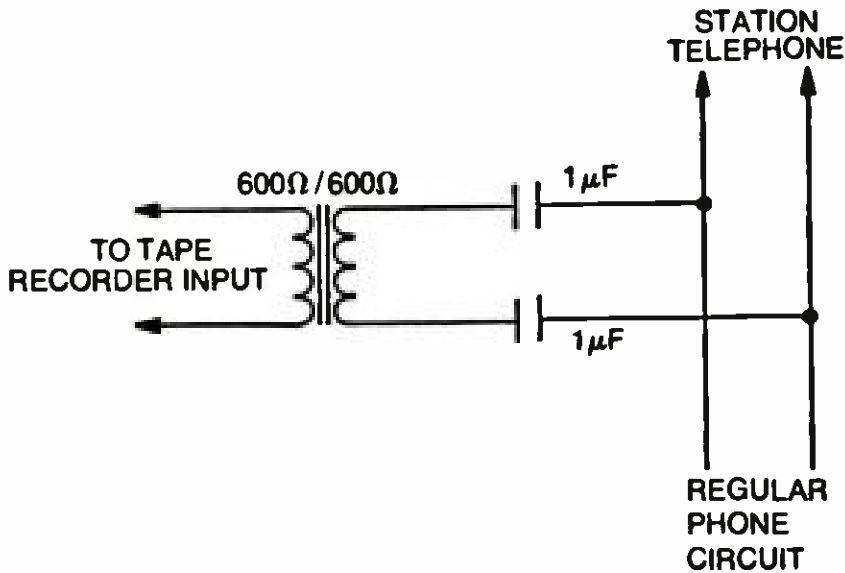 STATION
TELEPHONE
600Ω/600Ω
1μF
TO TAPE
RECORDER INPUT
1μF
REGULAR
PHONE
CIRCUIT